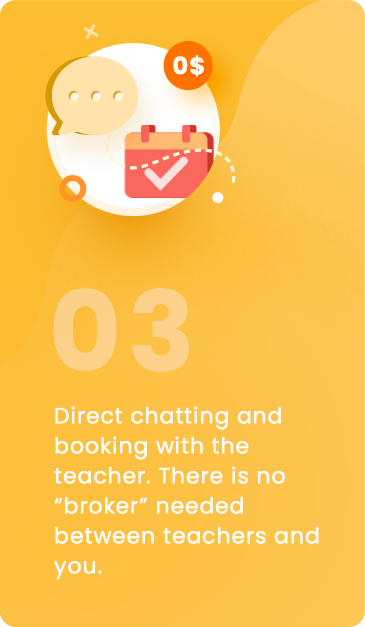 0$
03
Direct chatting and
booking with the
teacher. There is no
“broker” needed
between teachers and
you.